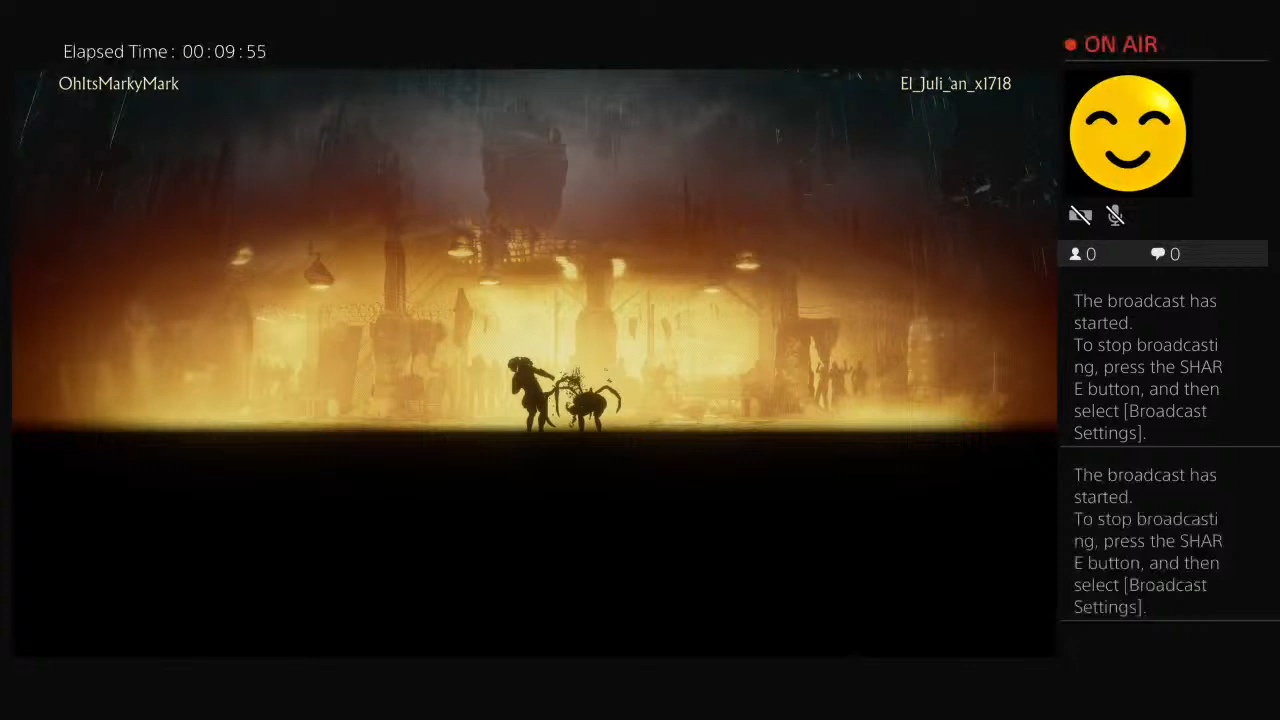 Elapsed Time: 00:09:55
ON AIR
OhItsMarkyMark
El_Juli_an_x1718
0
0
The broadcast has
started.
To stop broadcasti
ng, press the SHAR
E button, and then
select [Broadcast
Settings].
The broadcast has
started.
To stop broadcasti
ng, press the SHAR
E button, and then
select [Broadcast
Settings].